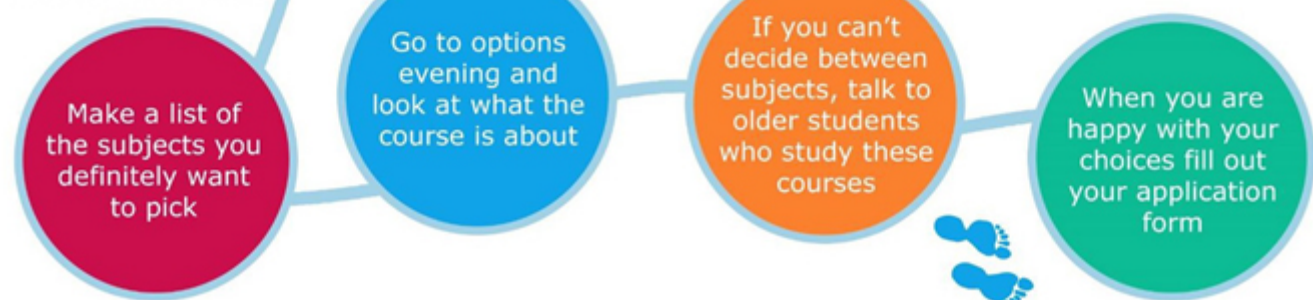 Make a list of
the subjects you
definitely want
to pick
Go to options
evening and
look at what the
course is about
If you can't
decide between
subjects, talk to
older students
who study these
courses
When you are
happy with your
choices fill out
your application
form